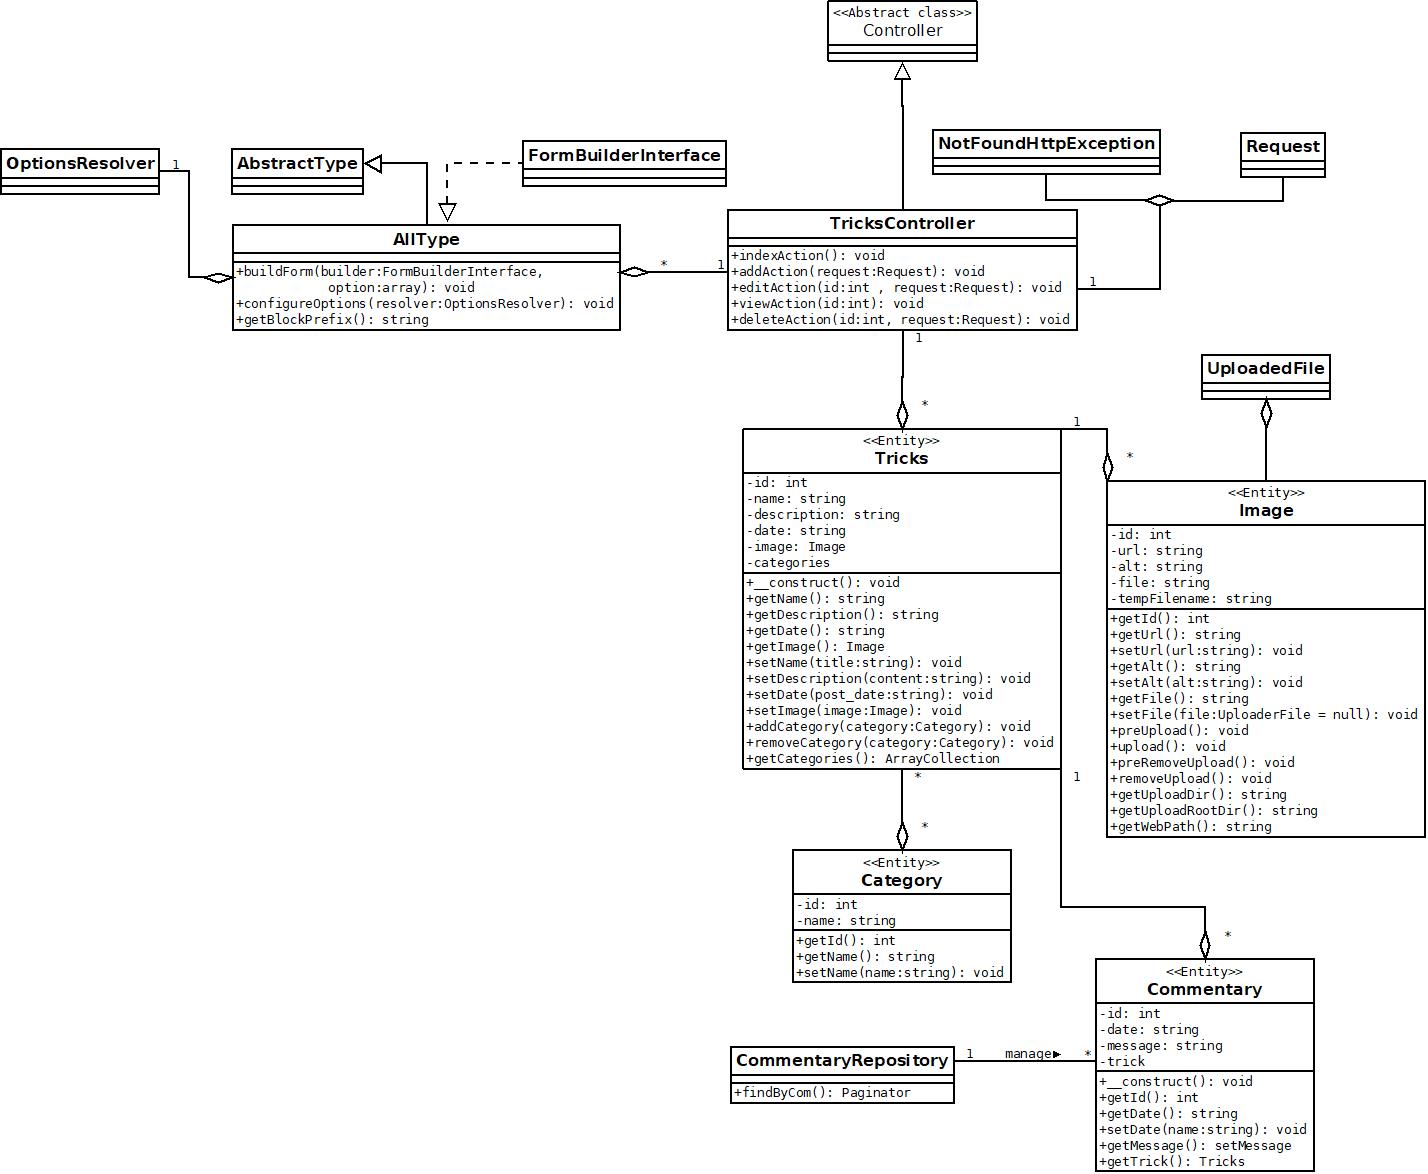 <<Abstract class>>
Controller
OptionsResolver
1
AbstractType
FormBuilderInterface
NotFoundHttpException
Request
AllType
+buildForm(builder:FormBuilderInterface,
option:array): void
+configureOptions(resolver:OptionsResolver): void
+getBlockPrefix(): string
*
1
TricksController
+indexAction(): void
+addAction(request:Request): void
+editAction(id:int , request:Request): void
+viewAction(id:int): void
+deleteAction(id:int, request:Request): void
1
1
*
UploadedFile
<<Entity>>
Tricks
-id: int
-name: string
-description: string
-date: string
-image: Image
-categories
+__construct(): void
+getName(): string
+getDescription(): string
+getDate(): string
+getImage(): Image
+setName(title:string): void
+setDescription(content:string): void
+setDate(post_date:string): void
+setImage(image:Image): void
+addCategory(category:Category): void
+removeCategory(category:Category): void
+getCategories(): ArrayCollection
1
*
<<Entity>>
Image
-id: int
-url: string
-alt: string
-file: string
-tempFilename: string
+getId(): int
+getUrl(): string
+setUrl(url:string): void
+getAlt(): string
+setAlt(alt:string): void
+getFile(): string
+setFile(file:UploaderFile = null): void
+preUpload(): void
+upload(): void
+preRemoveUpload(): void
+removeUpload(): void
+getUploadDir(): string
+getUploadRootDir(): string
+getWebPath(): string
*
1
*
<<Entity>>
Category
-id: int
-name: string
+getId(): int
+getName(): string
+setName(name:string): void
*
<<Entity>>
Commentary
-id: int
-date: string
-message: string
-trick
+__construct(): void
+getId(): int
+getDate(): string
+setDate(name:string): void
+getMessage(): setMessage
+getTrick(): Tricks
CommentaryRepository
+findByCom(): Paginator
1 manage *